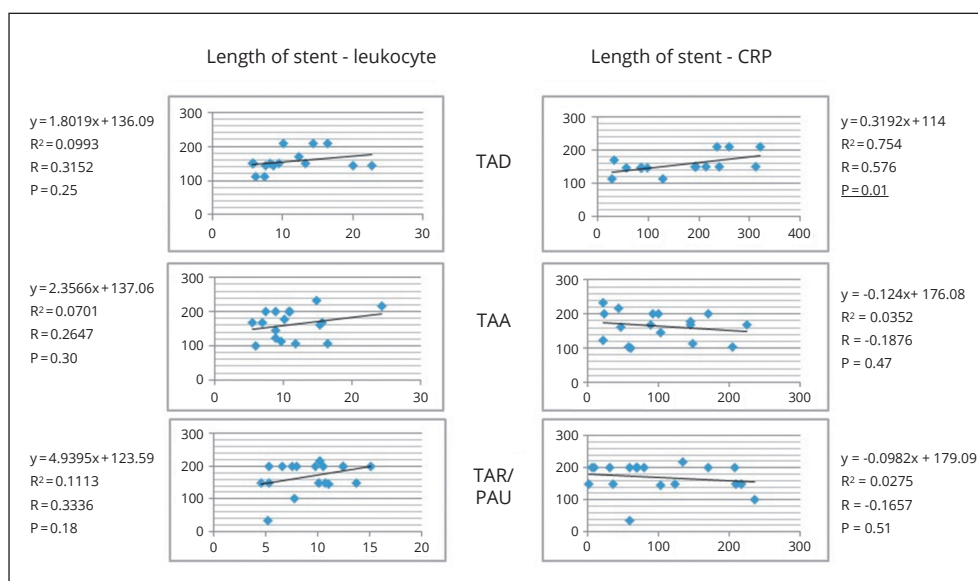 Length of stent - leukocyte
Length of stent - CRP
y=1.8019x+136.09
R²=0.0993
R=0.3152
P=0.25
300
200
100
0
0 10 20 30
TAD
300
200
100
0
0 100 200 300 400
y=0.3192x+114
R²=0.754
R=0.576
P=0.01
y=2.3566x+137.06
R²=0.0701
R=0.2647
P=0.30
300
200
100
0
0 10 20 30
TAA
300
200
100
0
0 100 200 300
y = -0.124x+ 176.08
R² = 0.0352
R = -0.1876
P = 0.47
y=4.9395x+123.59
R²=0.1113
R=0.3336
P=0.18
300
200
100
0
0 5 10 15 20
TAR/
PAU
300
200
100
0
0 100 200 300
y = -0.0982x + 179.09
R² = 0.0275
R = -0.1657
P = 0.51